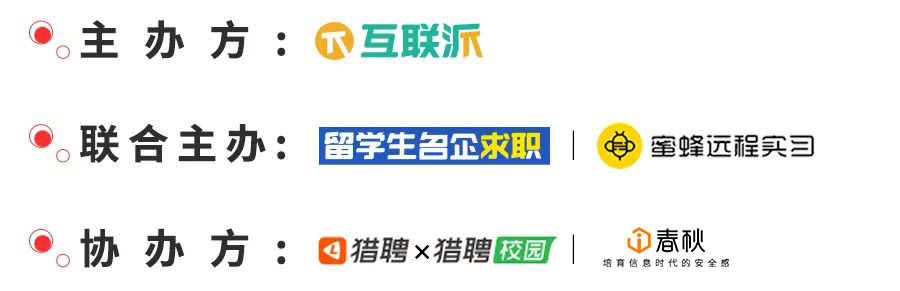 主办方: 互联派
联合主办: 留学生名企求职 | 蜜蜂远程实习
协办方: 猎聘×猎聘校园 | i春秋
培育信息时代的安全感